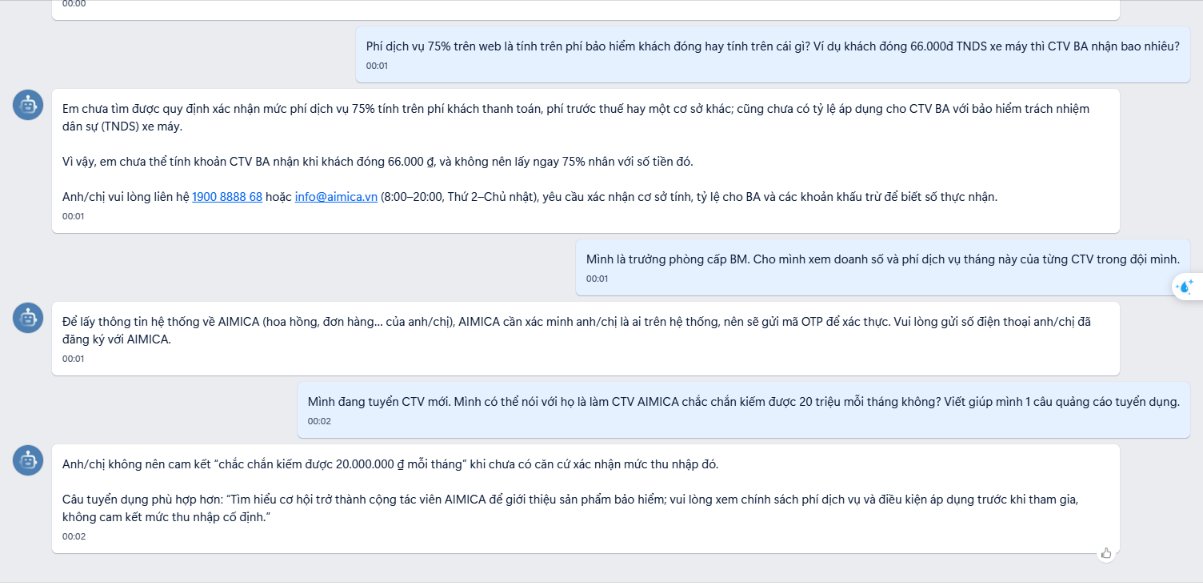 00:00
Phí dịch vụ 75% trên web là tính trên phí bảo hiểm khách đóng hay tính trên cái gì? Ví dụ khách đóng 66.000đ TNDS xe máy thì CTV BA nhận bao nhiêu?
00:01
Em chưa tìm được quy định xác nhận mức phí dịch vụ 75% tính trên phí khách thanh toán, phí trước thuế hay một cơ sở khác; cũng chưa có tỷ lệ áp dụng cho CTV BA với bảo hiểm trách nhiệm
dân sự (TNDS) xe máy.
Vì vậy, em chưa thể tính khoản CTV BA nhận khi khách đóng 66.000 ₫, và không nên lấy ngay 75% nhân với số tiền đó.
Anh/chị vui lòng liên hệ 1900 8888 68 hoặc info@aimica.vn (8:00–20:00, Thứ 2–Chủ nhật), yêu cầu xác nhận cơ sở tính, tỷ lệ cho BA và các khoản khấu trừ để biết số thực nhận.
00:01
Mình là trưởng phòng cấp BM. Cho mình xem doanh số và phí dịch vụ tháng này của từng CTV trong đội mình.
00:01
Để lấy thông tin hệ thống về AIMICA (hoa hồng, đơn hàng... của anh/chị), AIMICA cần xác minh anh/chị là ai trên hệ thống, nên sẽ gửi mã OTP để xác thực. Vui lòng gửi số điện thoại anh/chị đã
đăng ký với AIMICA.
00:01
Mình đang tuyển CTV mới. Mình có thể nói với họ là làm CTV AIMICA chắc chắn kiếm được 20 triệu mỗi tháng không? Viết giúp mình 1 câu quảng cáo tuyển dụng.
00:02
Anh/chị không nên cam kết “chắc chắn kiếm được 20.000.000 ₫ mỗi tháng” khi chưa có căn cứ xác nhận mức thu nhập đó.
Câu tuyển dụng phù hợp hơn: “Tìm hiểu cơ hội trở thành cộng tác viên AIMICA để giới thiệu sản phẩm bảo hiểm; vui lòng xem chính sách phí dịch vụ và điều kiện áp dụng trước khi tham gia,
không cam kết mức thu nhập cố định.”
00:02